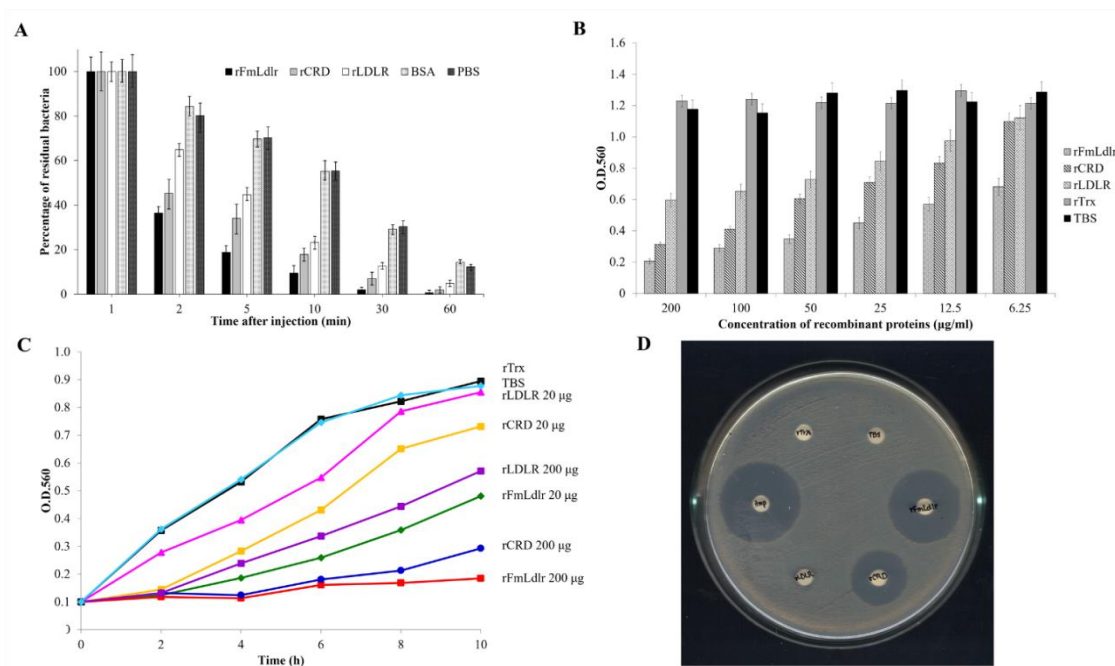 A
Percentage of residual bacteria
100
80
60
40
20
0
rFmLdlr rCRD rLDLR BSA PBS
1 2 5 10 30 60
Time after injection (min)
B
O.D.560
1.6
1.4
1.2
1.0
0.8
0.6
0.4
0.2
0
200 100 50 25 12.5 6.25
Concentration of recombinant proteins (μg/ml)
rFmLdlr
rCRD
rLDLR
rTrx
TBS
C
O.D.560
1.0
0.9
0.8
0.7
0.6
0.5
0.4
0.3
0.2
0.1
0 2 4 6 8 10
Time (h)
rTrx
TBS
rLDLR 20 μg
rCRD 20 μg
rLDLR 200 μg
rFmLdlr 20 μg
rCRD 200 μg
rFmLdlr 200 μg
D
rTrx TBS
rFmLdlr
rLDLR rCRD